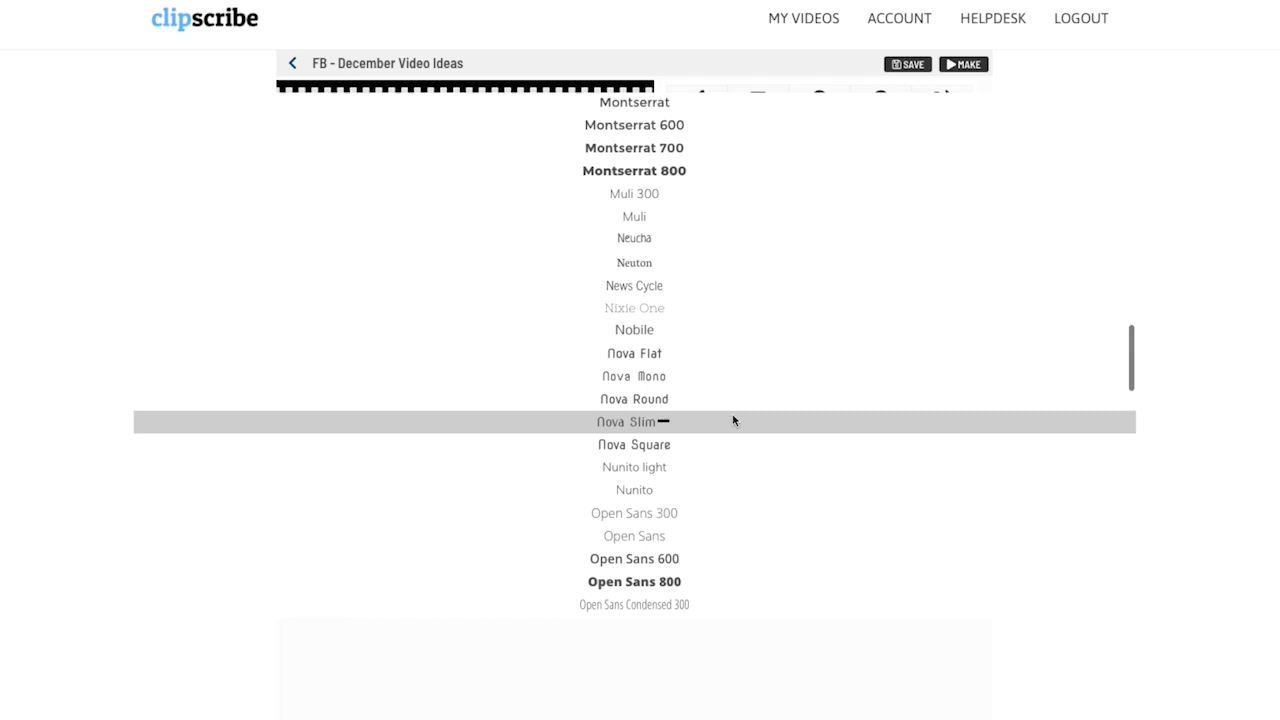 clipscribe
MY VIDEOS ACCOUNT HELPDESK LOGOUT
FB - December Video Ideas
SAVE MAKE
Montserrat
Montserrat 600
Montserrat 700
Montserrat 800
Muli 300
Muli
Neucha
Neuton
News Cycle
Nixie One
Nobile
Nova Flat
Nova Mono
Nova Round
Nova Slim
Nova Square
Nunito light
Nunito
Open Sans 300
Open Sans
Open Sans 600
Open Sans 800
Open Sans Condensed 300